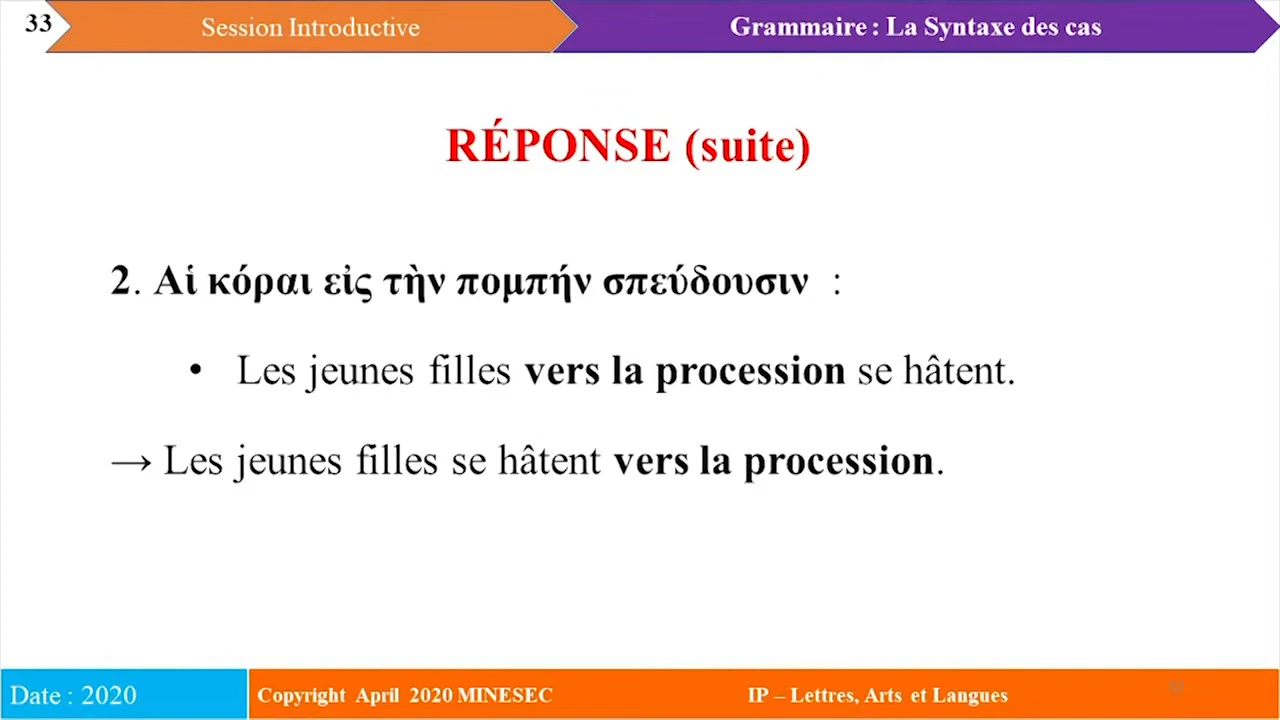 33
Session Introductive
Grammaire : La Syntaxe des cas
RÉPONSE (suite)
2. Αἱ κόραι εἰς τὴν πομπήν σπεύδουσιν :
• Les jeunes filles vers la procession se hâtent.
→ Les jeunes filles se hâtent vers la procession.
Date : 2020
Copyright April 2020 MINESEC
IP – Lettres, Arts et Langues